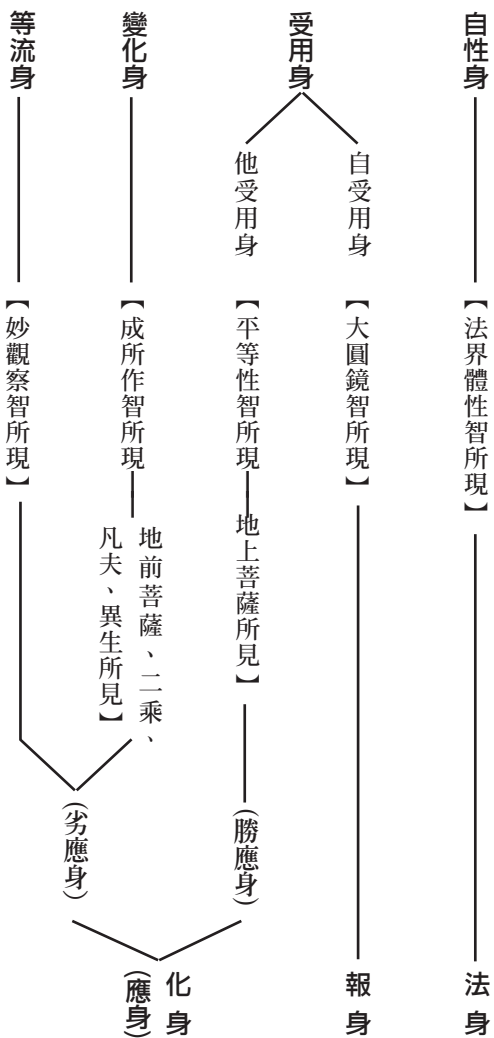 自性身
【法界體性智所現】
法身
受用身
自受用身
【大圓鏡智所現】
報身
他受用身
【平等性智所現
地上菩薩所見】
(勝應身)
變化身
【成所作智所現
地前菩薩、二乘、
凡夫、異生所見】
等流身
【妙觀察智所現】
(劣應身)
化身
(應身)